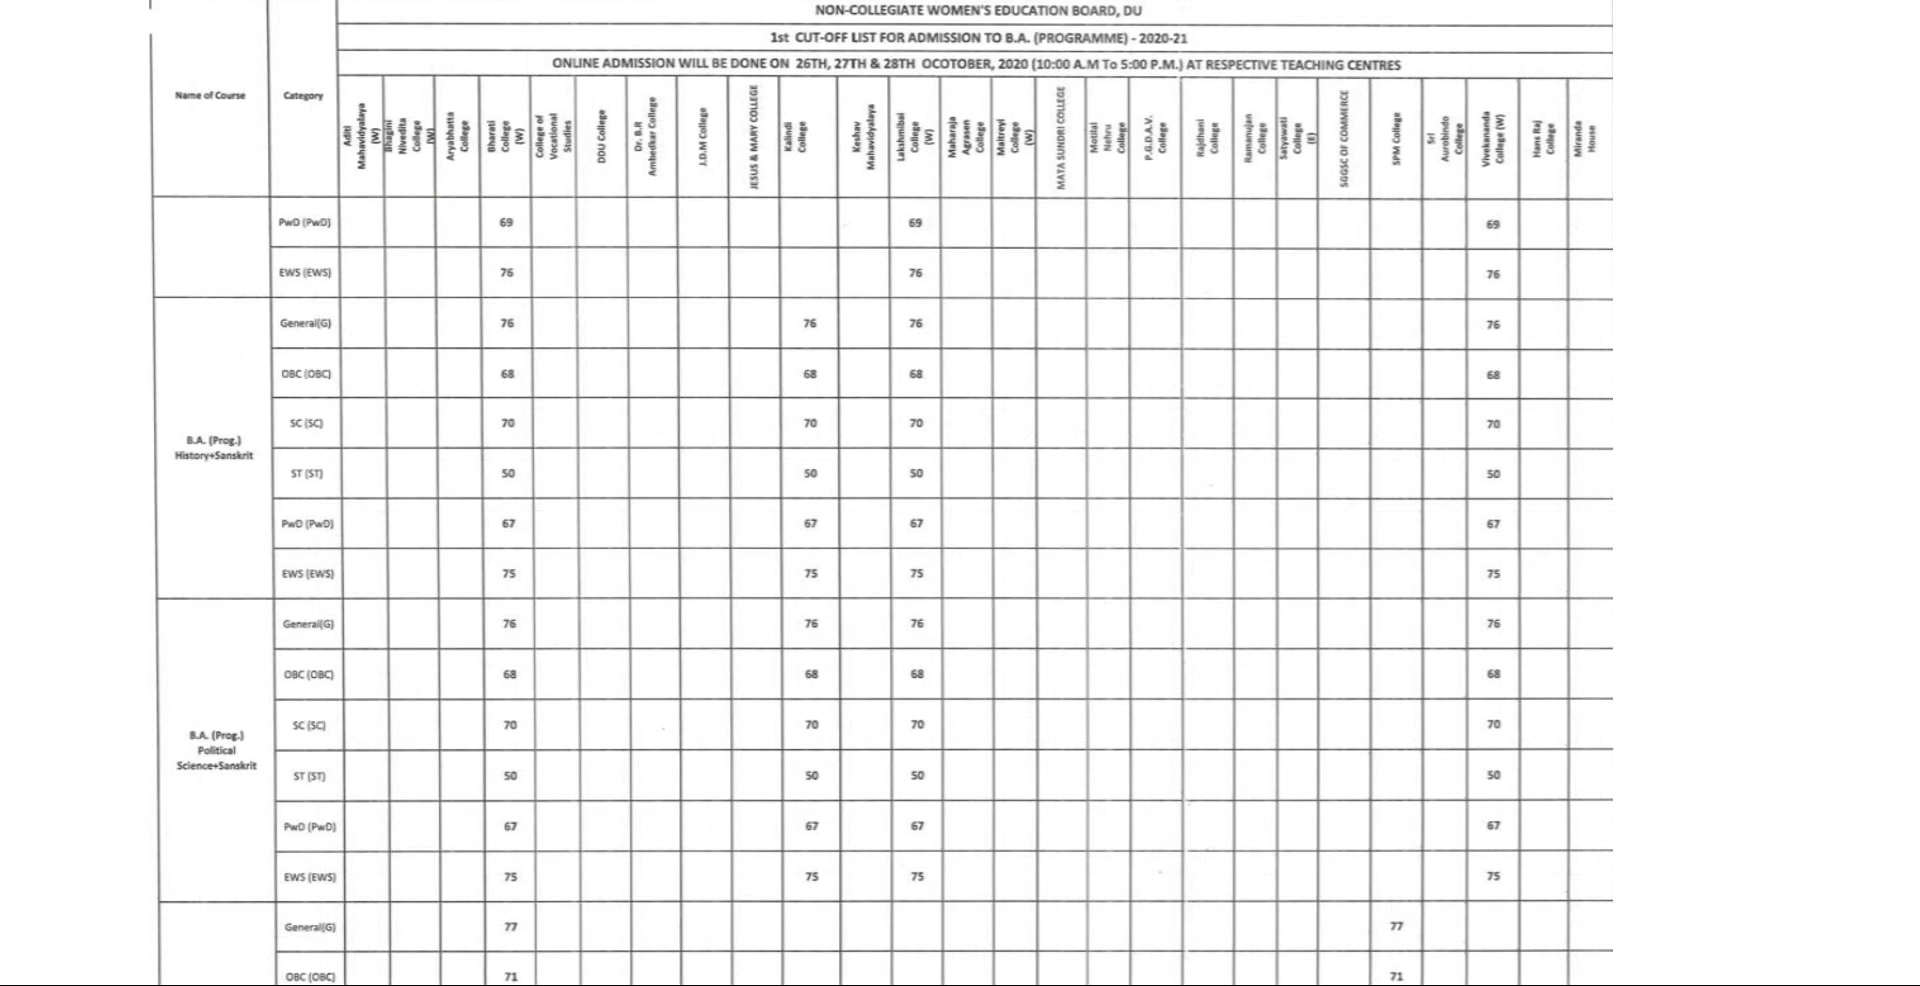 NON-COLLEGIATE WOMEN'S EDUCATION BOARD, DU
1st CUT-OFF LIST FOR ADMISSION TO B.A. (PROGRAMME) - 2020-21
ONLINE ADMISSION WILL BE DONE ON 26TH, 27TH & 28TH OCOTOBER, 2020 (10:00 A.M To 5:00 P.M.) AT RESPECTIVE TEACHING CENTRES
Name of Course
Category
Aditi
Mahavidyalaya
(W)
Bhagini
Nivedita
College
(W)
Aryabhatta
College
Bharati
College
(W)
College of
Vocational
Studies
DDU College
Dr. B.R
Ambedkar College
J.D.M College
JESUS & MARY COLLEGE
Kalindi
College
Keshav
Mahavidyalaya
Lakshmibai
College
(W)
Maharaja
Agrasen
College
Maitreyi
College
(W)
MATA SUNDRI COLLEGE
Motilal
Nehru
College
P.G.D.A.V.
College
Rajdhani
College
Ramanujan
College
Satyawati
College
(E)
SGGSC OF COMMERCE
SPM College
Sri
Aurobindo
College
Vivekananda
College (W)
Hans Raj
College
Miranda
House
PwD (PwD) 69 69 69
EWS (EWS) 76 76 76
B.A. (Prog.)
History+Sanskrit
General(G) 76 76 76 76
OBC (OBC) 68 68 68 68
SC (SC) 70 70 70 70
ST (ST) 50 50 50 50
PwD (PwD) 67 67 67 67
EWS (EWS) 75 75 75 75
B.A. (Prog.)
Political
Science+Sanskrit
General(G) 76 76 76 76
OBC (OBC) 68 68 68 68
SC (SC) 70 70 70 70
ST (ST) 50 50 50 50
PwD (PwD) 67 67 67 67
EWS (EWS) 75 75 75 75
General(G) 77 77
OBC (OBC) 71 71